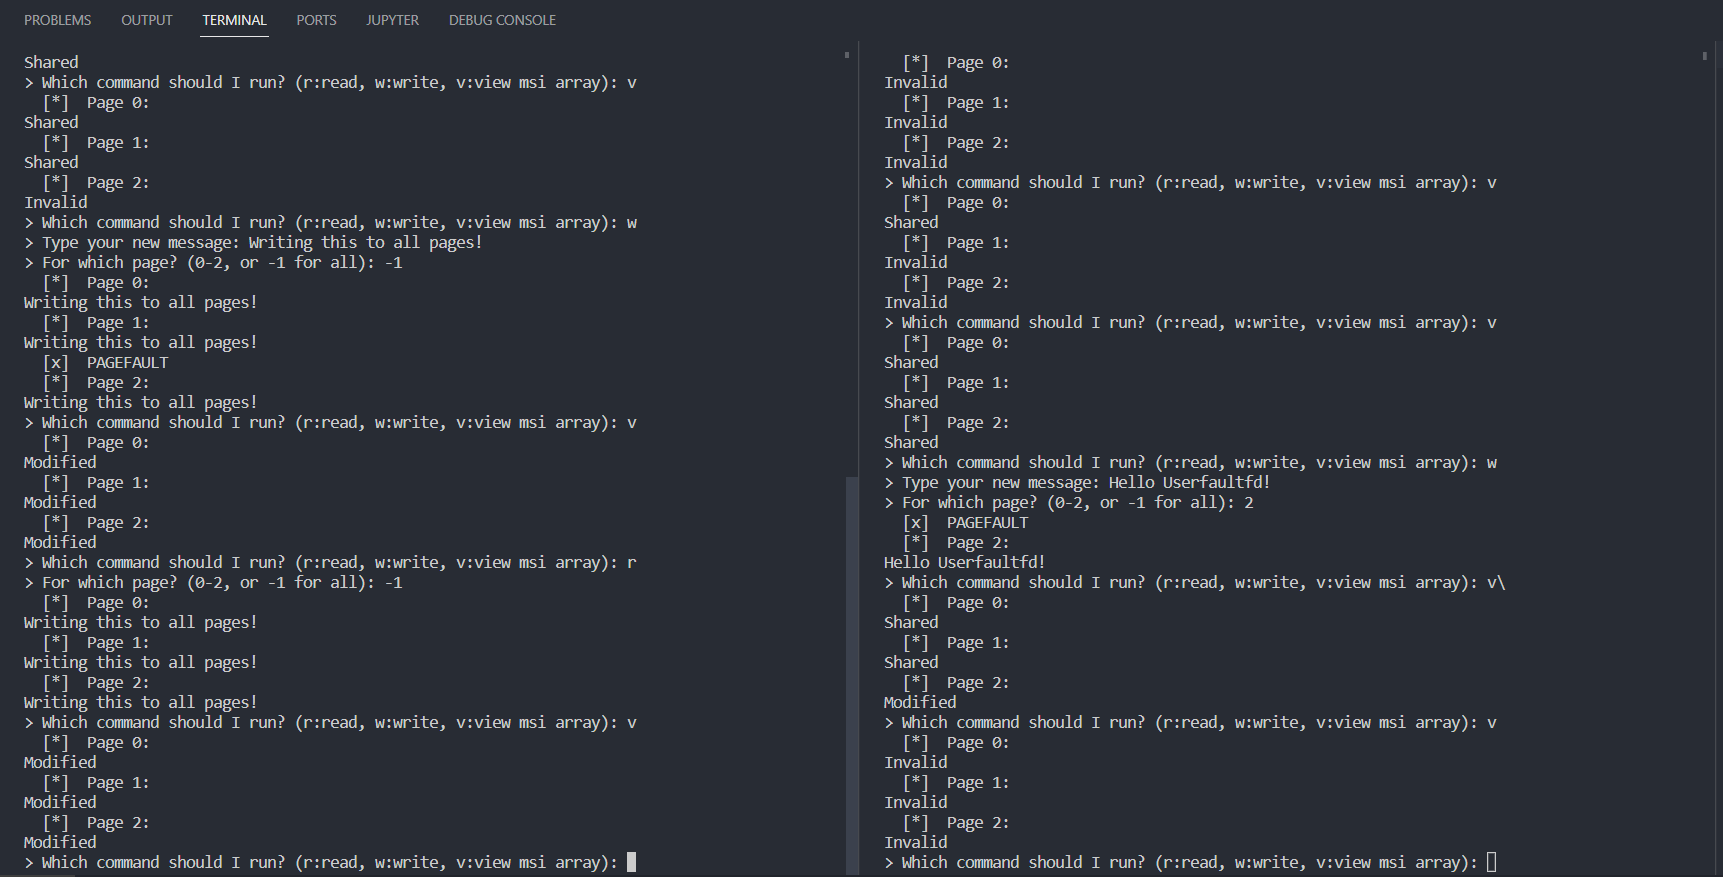 PROBLEMS OUTPUT TERMINAL PORTS JUPYTER DEBUG CONSOLE
Shared
> Which command should I run? (r:read, w:write, v:view msi array): v
[*] Page 0:
Shared
[*] Page 1:
Shared
[*] Page 2:
Invalid
> Which command should I run? (r:read, w:write, v:view msi array): w
> Type your new message: Writing this to all pages!
> For which page? (0-2, or -1 for all): -1
[*] Page 0:
Writing this to all pages!
[*] Page 1:
Writing this to all pages!
[x] PAGEFAULT
[*] Page 2:
Writing this to all pages!
> Which command should I run? (r:read, w:write, v:view msi array): v
[*] Page 0:
Modified
[*] Page 1:
Modified
[*] Page 2:
Modified
> Which command should I run? (r:read, w:write, v:view msi array): r
> For which page? (0-2, or -1 for all): -1
[*] Page 0:
Writing this to all pages!
[*] Page 1:
Writing this to all pages!
[*] Page 2:
Writing this to all pages!
> Which command should I run? (r:read, w:write, v:view msi array): v
[*] Page 0:
Modified
[*] Page 1:
Modified
[*] Page 2:
Modified
> Which command should I run? (r:read, w:write, v:view msi array):
[*] Page 0:
Invalid
[*] Page 1:
Invalid
[*] Page 2:
Invalid
> Which command should I run? (r:read, w:write, v:view msi array): v
[*] Page 0:
Shared
[*] Page 1:
Invalid
[*] Page 2:
Invalid
> Which command should I run? (r:read, w:write, v:view msi array): v
[*] Page 0:
Shared
[*] Page 1:
Shared
[*] Page 2:
Shared
> Which command should I run? (r:read, w:write, v:view msi array): w
> Type your new message: Hello Userfaultfd!
> For which page? (0-2, or -1 for all): 2
[x] PAGEFAULT
[*] Page 2:
Hello Userfaultfd!
> Which command should I run? (r:read, w:write, v:view msi array): v\
[*] Page 0:
Shared
[*] Page 1:
Shared
[*] Page 2:
Modified
> Which command should I run? (r:read, w:write, v:view msi array): v
[*] Page 0:
Invalid
[*] Page 1:
Invalid
[*] Page 2:
Invalid
> Which command should I run? (r:read, w:write, v:view msi array):